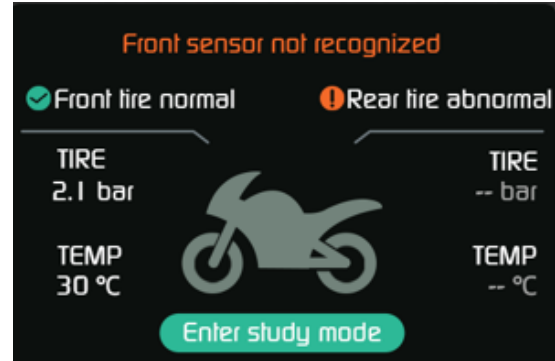 Front sensor not recognized
Front tire normal
Rear tire abnormal
TIRE
2.1 bar
TIRE
-- bar
TEMP
30 °C
TEMP
-- °C
Enter study mode